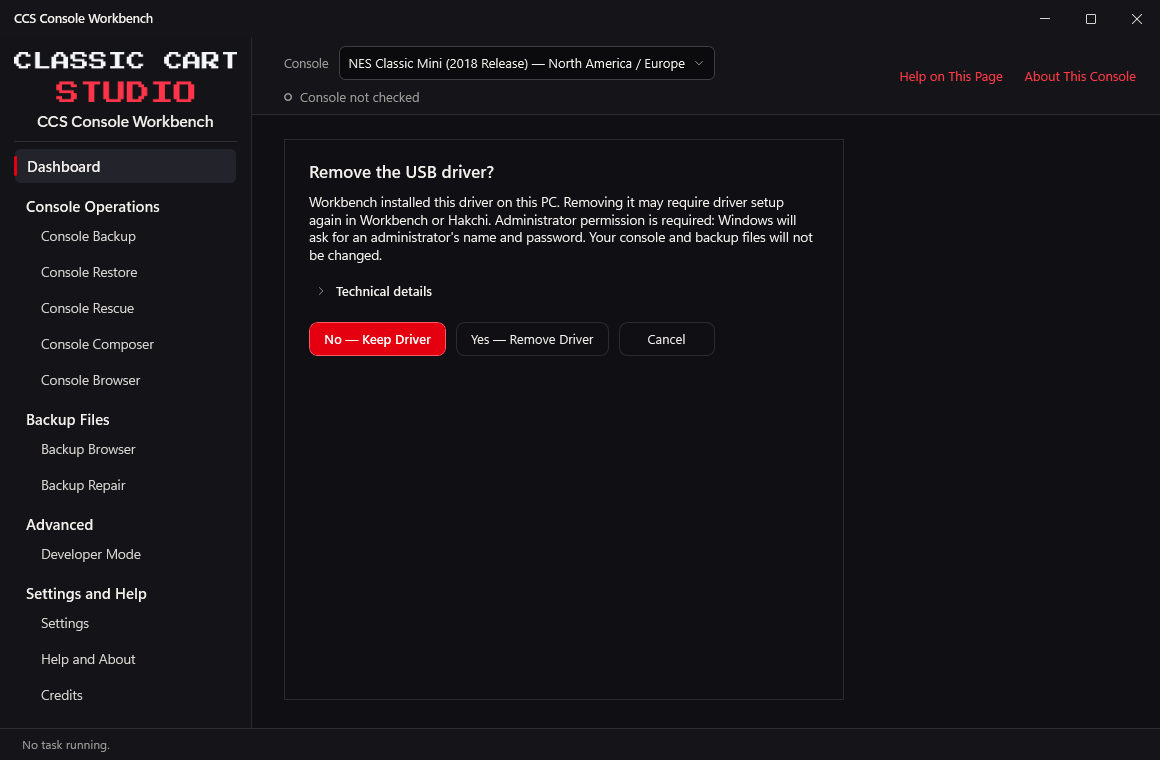 CCS Console Workbench
CLASSIC CART
STUDIO
CCS Console Workbench
Dashboard
Console Operations
Console Backup
Console Restore
Console Rescue
Console Composer
Console Browser
Backup Files
Backup Browser
Backup Repair
Advanced
Developer Mode
Settings and Help
Settings
Help and About
Credits
Console
NES Classic Mini (2018 Release) — North America / Europe
Console not checked
Help on This Page
About This Console
Remove the USB driver?
Workbench installed this driver on this PC. Removing it may require driver setup
again in Workbench or Hakchi. Administrator permission is required: Windows will
ask for an administrator's name and password. Your console and backup files will not
be changed.
Technical details
No — Keep Driver
Yes — Remove Driver
Cancel
No task running.